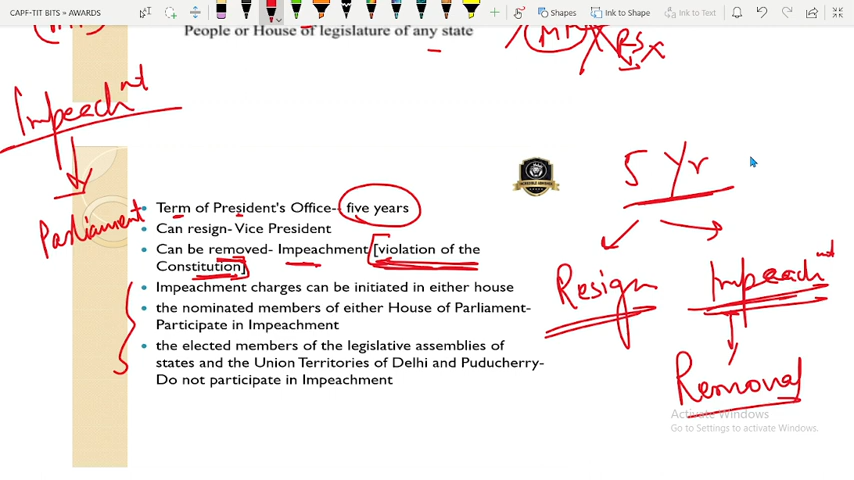 CAPF-TIT BITS » AWARDS
Shapes
Ink to Shape
Ink to Text
People or House of legislature of any state
RS
Impeachmnt
Parliament
Term of President's Office-- five years
Can resign- Vice President
Can be removed- Impeachment [violation of the
Constitution]
Impeachment charges can be initiated in either house
the nominated members of either House of Parliament-
Participate in Impeachment
the elected members of the legislative assemblies of
states and the Union Territories of Delhi and Puducherry-
Do not participate in Impeachment
5 Yr
Resign
Impeachmnt
Removal
Activate Windows
Go to Settings to activate Windows.